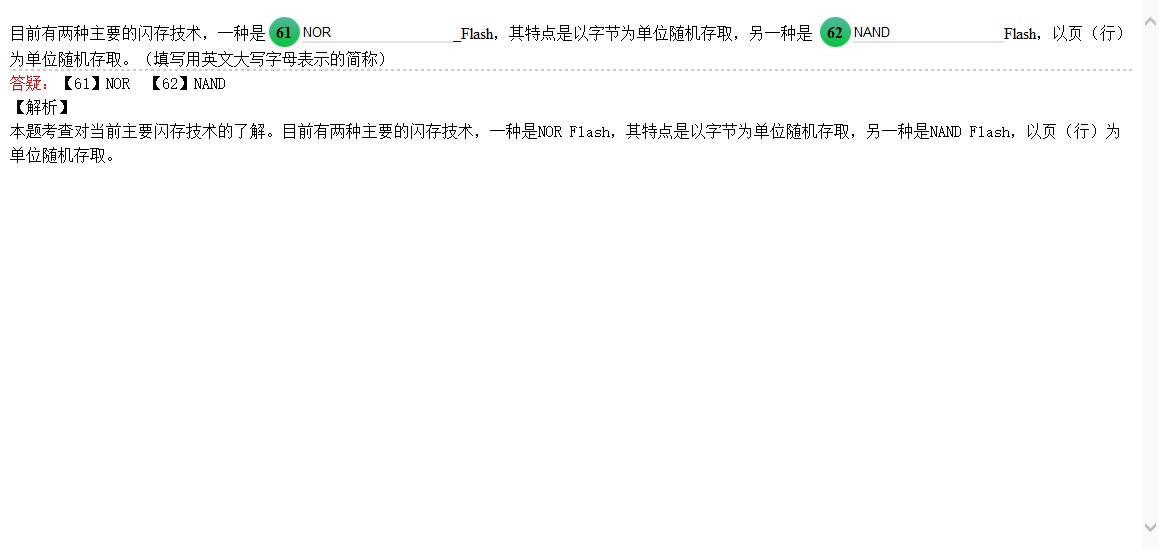 目前有两种主要的闪存技术，一种是 61 NOR _Flash，其特点是以字节为单位随机存取，另一种是 62 NAND Flash，以页（行）
为单位随机存取。（填写用英文大写字母表示的简称）
答疑：【61】NOR 【62】NAND
【解析】
本题考查对当前主要闪存技术的了解。目前有两种主要的闪存技术，一种是NOR Flash，其特点是以字节为单位随机存取，另一种是NAND Flash，以页（行）为
单位随机存取。